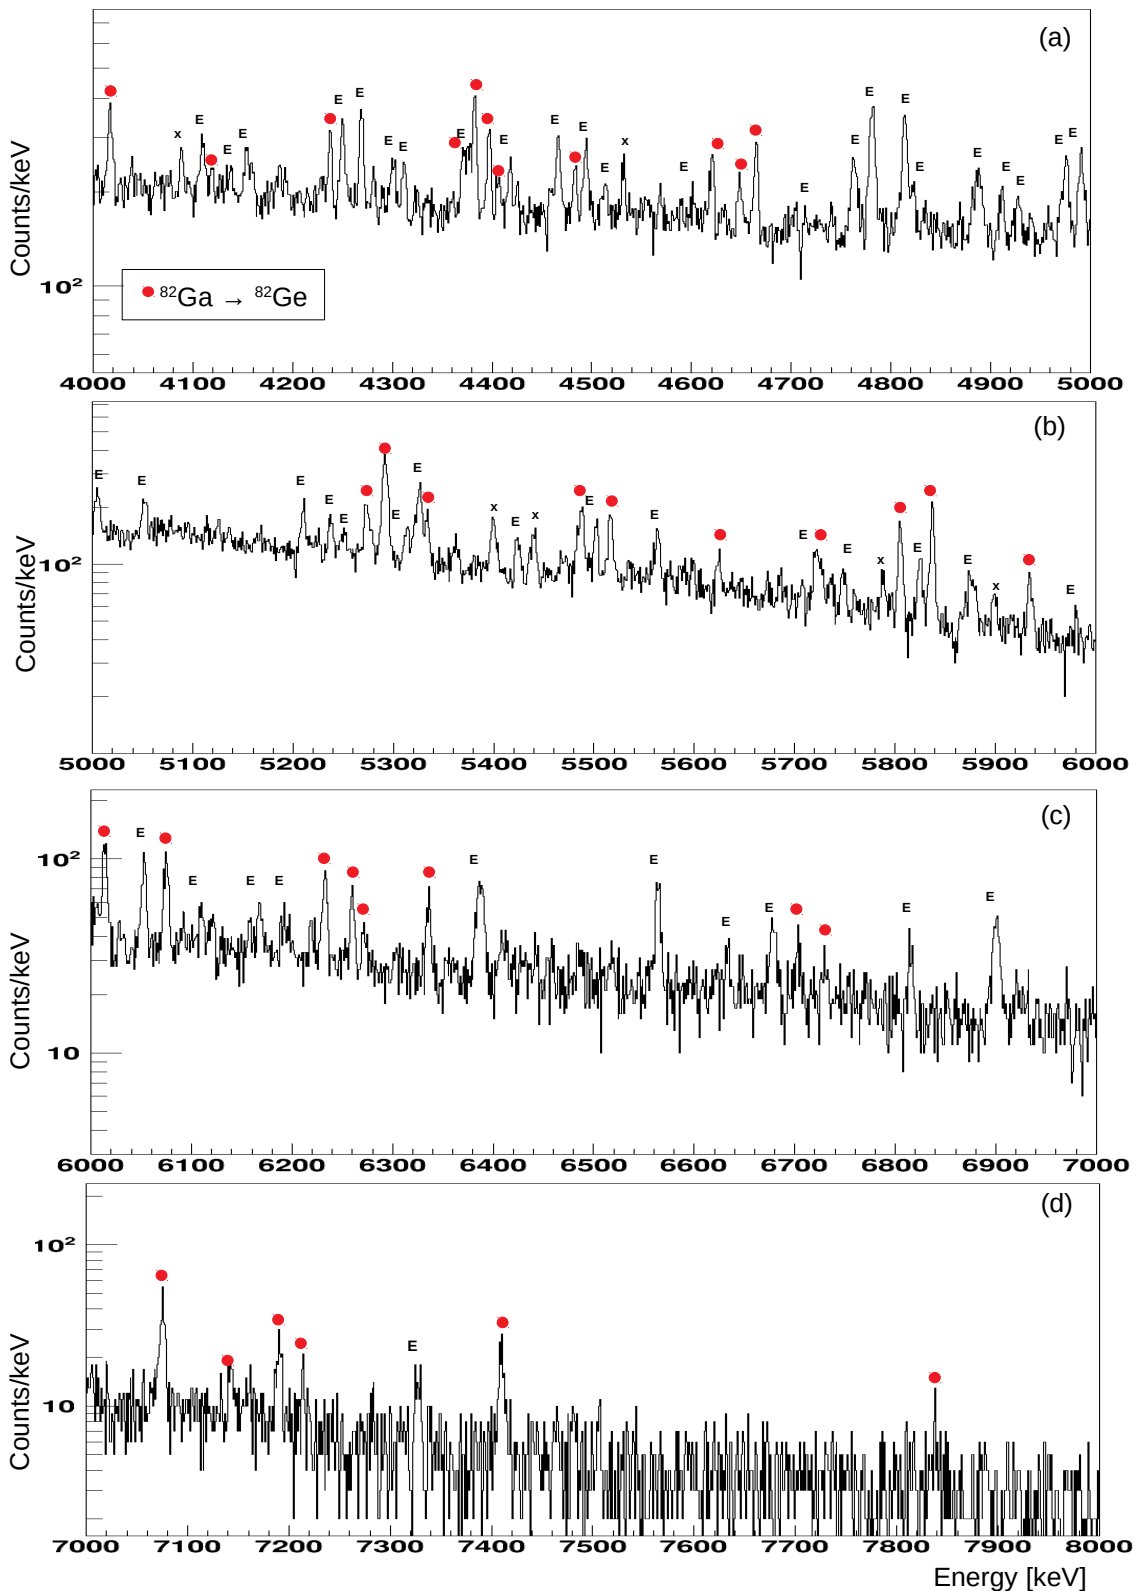 (a)
E E
E E E E E E E E
x E E E E x E E E E
E E E E E E
Counts/keV
10²
82Ga → 82Ge
4000 4100 4200 4300 4400 4500 4600 4700 4800 4900 5000
(b)
E E E
E E E E x E x E E E E x E x E
Counts/keV
10²
5000 5100 5200 5300 5400 5500 5600 5700 5800 5900 6000
(c)
E E E
E E E E E E E
Counts/keV
10²
10
6000 6100 6200 6300 6400 6500 6600 6700 6800 6900 7000
(d)
E
Counts/keV
10²
10
7000 7100 7200 7300 7400 7500 7600 7700 7800 7900 8000
Energy [keV]